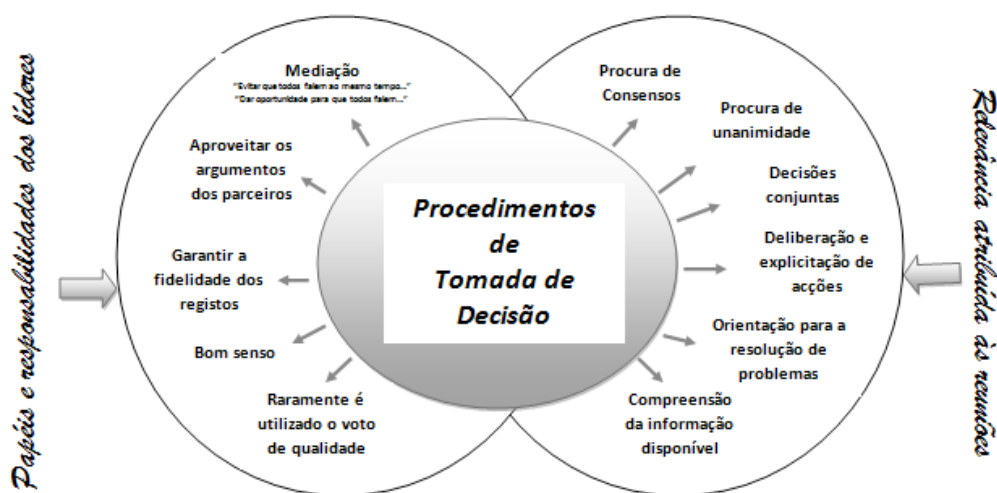 Papéis e responsabilidades dos líderes
Mediação
"Evitar que todos falem ao mesmo tempo..."
"Dar oportunidade para que todos falem..."
Aproveitar os
argumentos
dos parceiros
Garantir a
fidelidade dos
registos
Bom senso
Raramente é
utilizado o voto
de qualidade
Procedimentos
de
Tomada de
Decisão
Procura de
Consensos
Procura de
unanimidade
Decisões
conjuntas
Deliberação e
explicitação de
acções
Orientação para a
resolução de
problemas
Compreensão
da informação
disponível
Relevância atribuída às reuniões